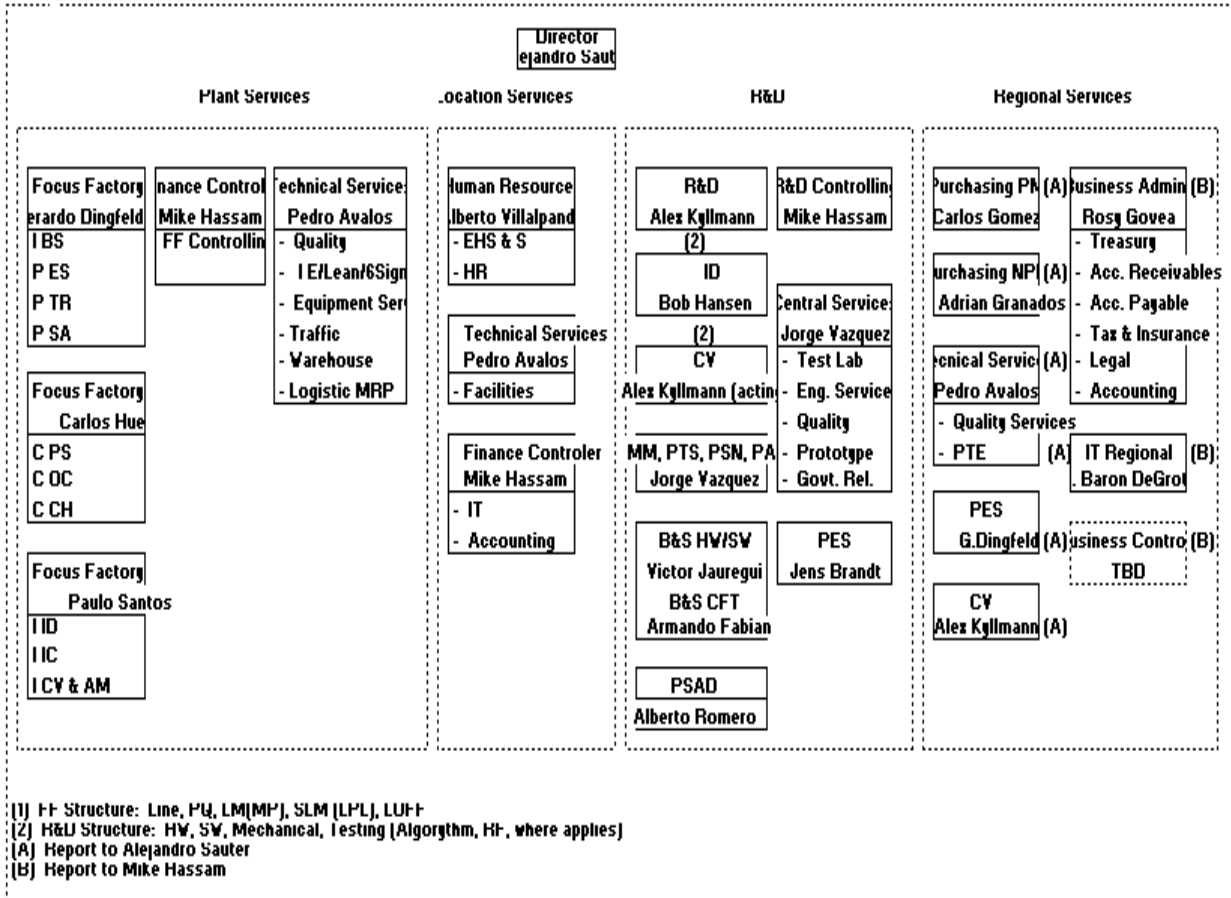 Director
ejandro Saut
Plant Services
ocation Services
R&D
Regional Services
Focus Factory
erardo Dingfeld
I BS
P ES
P TR
P SA
Focus Factory
Carlos Hue
C PS
C OC
C CH
Focus Factory
Paulo Santos
I ID
I IC
I CV & AM
nance Control
Mike Hassam
FF Controllin
echnical Service
Pedro Avalos
- Quality
- IE/Lean/6Sign
- Equipment Ser
- Traffic
- Warehouse
- Logistic MRP
Human Resource
lberto Villalpand
- EHS & S
- HR
Technical Services
Pedro Avalos
- Facilities
Finance Controler
Mike Hassam
- IT
- Accounting
R&D
Alex Kyllmann
(2)
ID
Bob Hansen
(2)
CV
Alex Kyllmann (acting
MM, PTS, PSN, PA
Jorge Vazquez
B&S HW/SW
Victor Jauregui
B&S CFT
Armando Fabian
PSAD
Alberto Romero
R&D Controlling
Mike Hassam
Central Service
Jorge Vazquez
- Test Lab
- Eng. Service
- Quality
- Prototype
- Govt. Rel.
PES
Jens Brandt
Purchasing PM (A)
Carlos Gomez
urchasing NPM (A)
Adrian Granados
ecnical Servic (A)
Pedro Avalos
- Quality Services
- PTE
PES
G.Dingfeld (A)
CV
Alex Kyllmann (A)
Business Admin (B)
Rosy Govea
- Treasury
- Acc. Receivables
- Acc. Payable
- Tax & Insurance
- Legal
- Accounting
(A) IT Regional (B)
. Baron DeGrot
usiness Contro (B)
TBD
(1) FF Structure: Line, PQ, LM(MP), SLM (LPL), LOFF
(2) R&D Structure: HW, SW, Mechanical, Testing (Algorythm, RF, where applies)
(A) Report to Alejandro Sauter
(B) Report to Mike Hassam